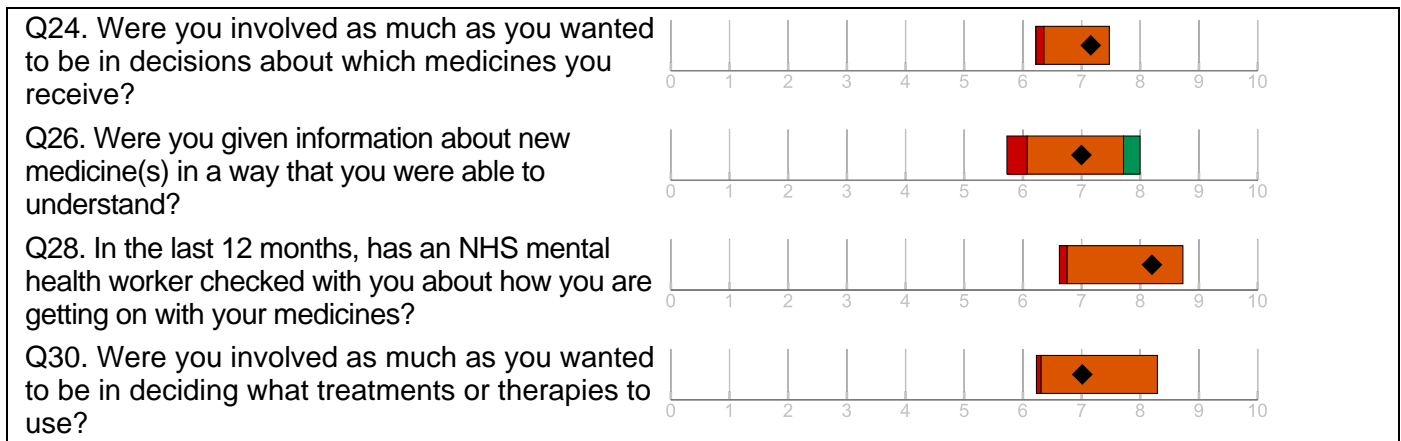 Q24. Were you involved as much as you wanted
to be in decisions about which medicines you
receive?
0 1 2 3 4 5 6 7 8 9 10
Q26. Were you given information about new
medicine(s) in a way that you were able to
understand?
0 1 2 3 4 5 6 7 8 9 10
Q28. In the last 12 months, has an NHS mental
health worker checked with you about how you are
getting on with your medicines?
0 1 2 3 4 5 6 7 8 9 10
Q30. Were you involved as much as you wanted
to be in deciding what treatments or therapies to
use?
0 1 2 3 4 5 6 7 8 9 10